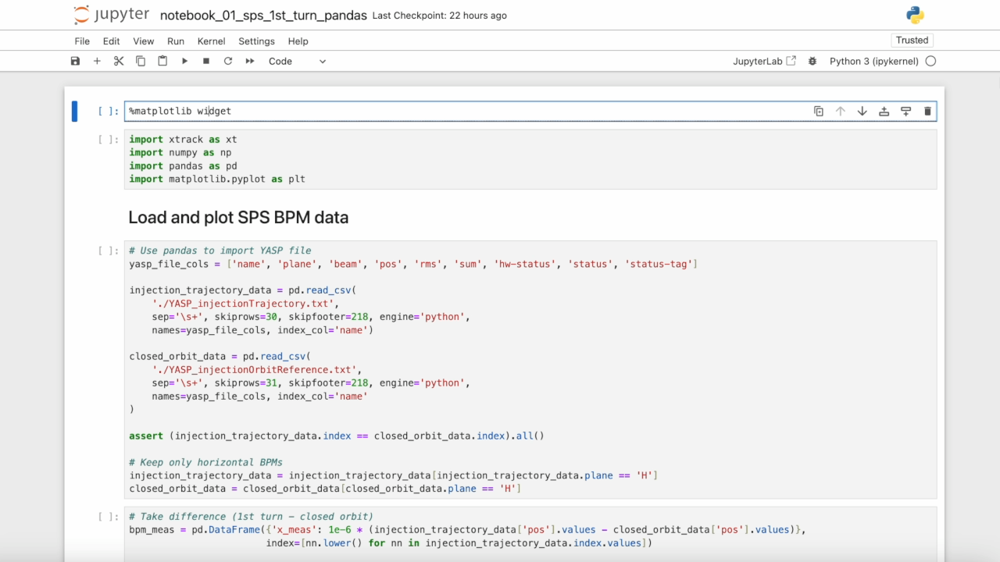 jupyter notebook_01_sps_1st_turn_pandas Last Checkpoint: 22 hours ago
File Edit View Run Kernel Settings Help Trusted
Code JupyterLab Python 3 (ipykernel)
[ ]: %matplotlib widget
[ ]: import xtrack as xt
import numpy as np
import pandas as pd
import matplotlib.pyplot as plt
Load and plot SPS BPM data
[ ]: # Use pandas to import YASP file
yasp_file_cols = ['name', 'plane', 'beam', 'pos', 'rms', 'sum', 'hw-status', 'status', 'status-tag']
injection_trajectory_data = pd.read_csv(
    './YASP_injectionTrajectory.txt',
    sep='\s+', skiprows=30, skipfooter=218, engine='python',
    names=yasp_file_cols, index_col='name')
closed_orbit_data = pd.read_csv(
    './YASP_injectionOrbitReference.txt',
    sep='\s+', skiprows=31, skipfooter=218, engine='python',
    names=yasp_file_cols, index_col='name'
)
assert (injection_trajectory_data.index == closed_orbit_data.index).all()
# Keep only horizontal BPMs
injection_trajectory_data = injection_trajectory_data[injection_trajectory_data.plane == 'H']
closed_orbit_data = closed_orbit_data[closed_orbit_data.plane == 'H']
[ ]: # Take difference (1st turn - closed orbit)
bpm_meas = pd.DataFrame({'x_meas': 1e-6 * (injection_trajectory_data['pos'].values - closed_orbit_data['pos'].values)},
                        index=[nn.lower() for nn in injection_trajectory_data.index.values])